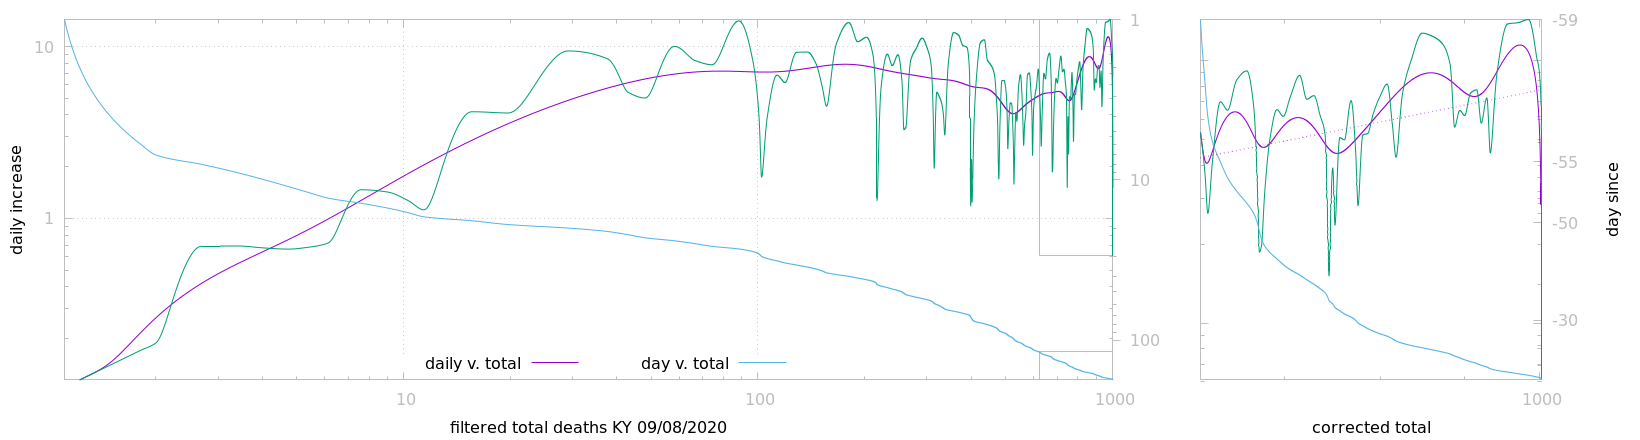 daily increase
10
1
daily v. total
day v. total
10
100
1000
filtered total deaths KY 09/08/2020
1
10
100
-59
-55
-50
-30
day since
1000
corrected total